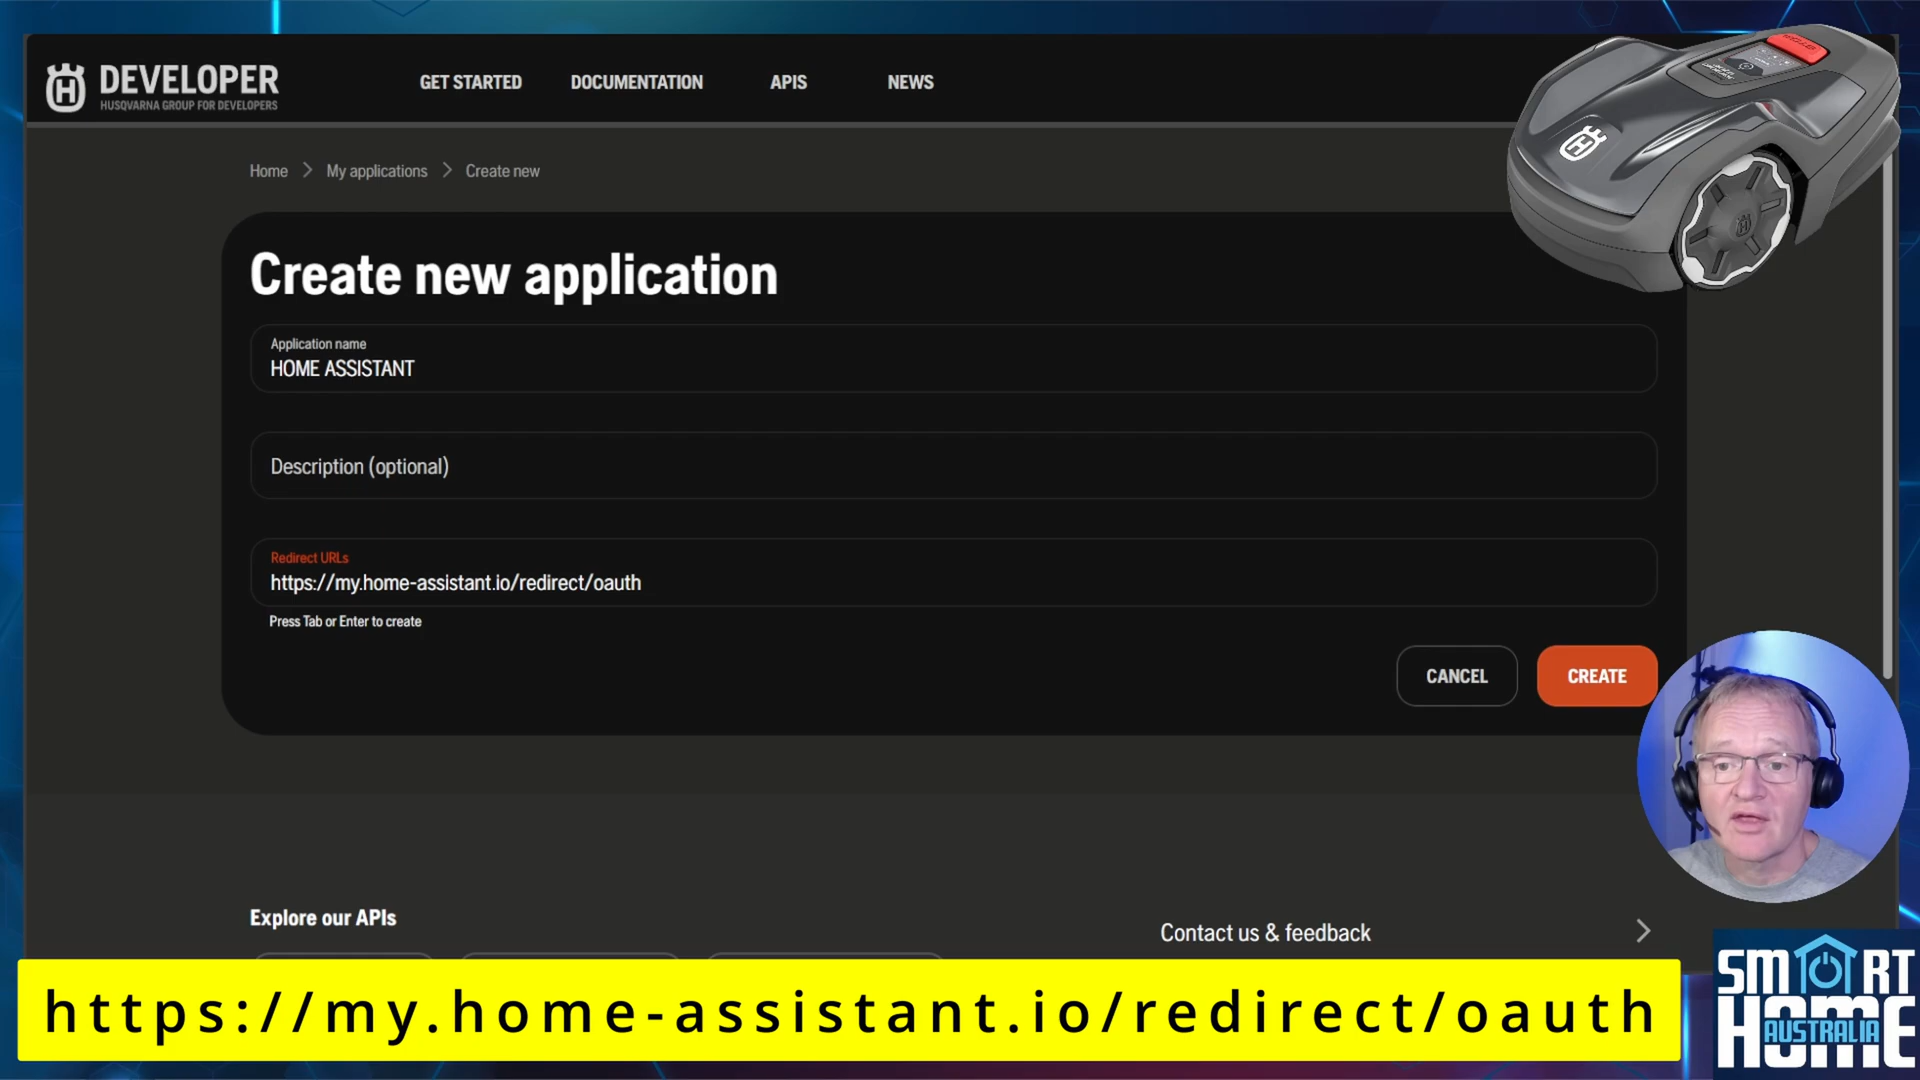 DEVELOPER
HUSQVARNA GROUP FOR DEVELOPERS
GET STARTED
DOCUMENTATION
APIS
NEWS
Home
My applications
Create new
Create new application
Application name
HOME ASSISTANT
Description (optional)
Redirect URLs
https://my.home-assistant.io/redirect/oauth
Press Tab or Enter to create
CANCEL
CREATE
Explore our APIs
Contact us & feedback
https://my.home-assistant.io/redirect/oauth
SMART
HOME
AUSTRALIA